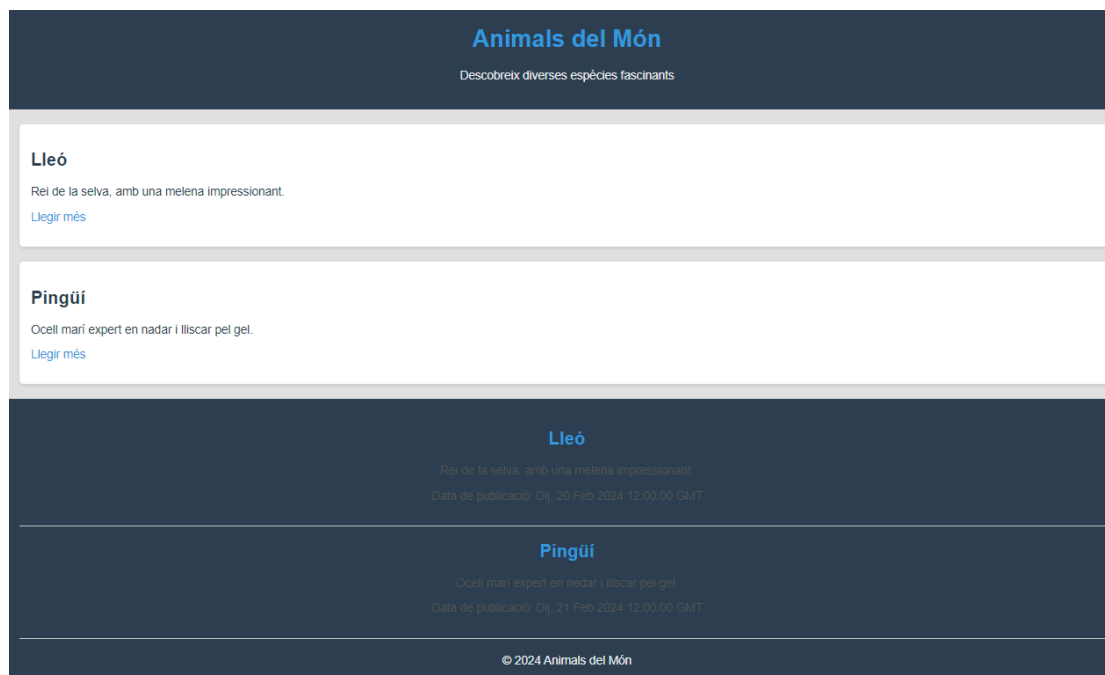 Animals del Món
Descobreix diverses espècies fascinants
Lleó
Rei de la selva, amb una melena impressionant.
Llegir més
Pingüí
Ocell marí expert en nadar i lliscar pel gel.
Llegir més
Lleó
Rei de la selva, amb una melena impressionant.
Data de publicació: Dij, 20 Feb 2024 12:00:00 GMT
Pingüí
Ocell marí expert en nedar i lliscar pel gel.
Data de publicació: Dij, 21 Feb 2024 12:00:00 GMT
© 2024 Animals del Món